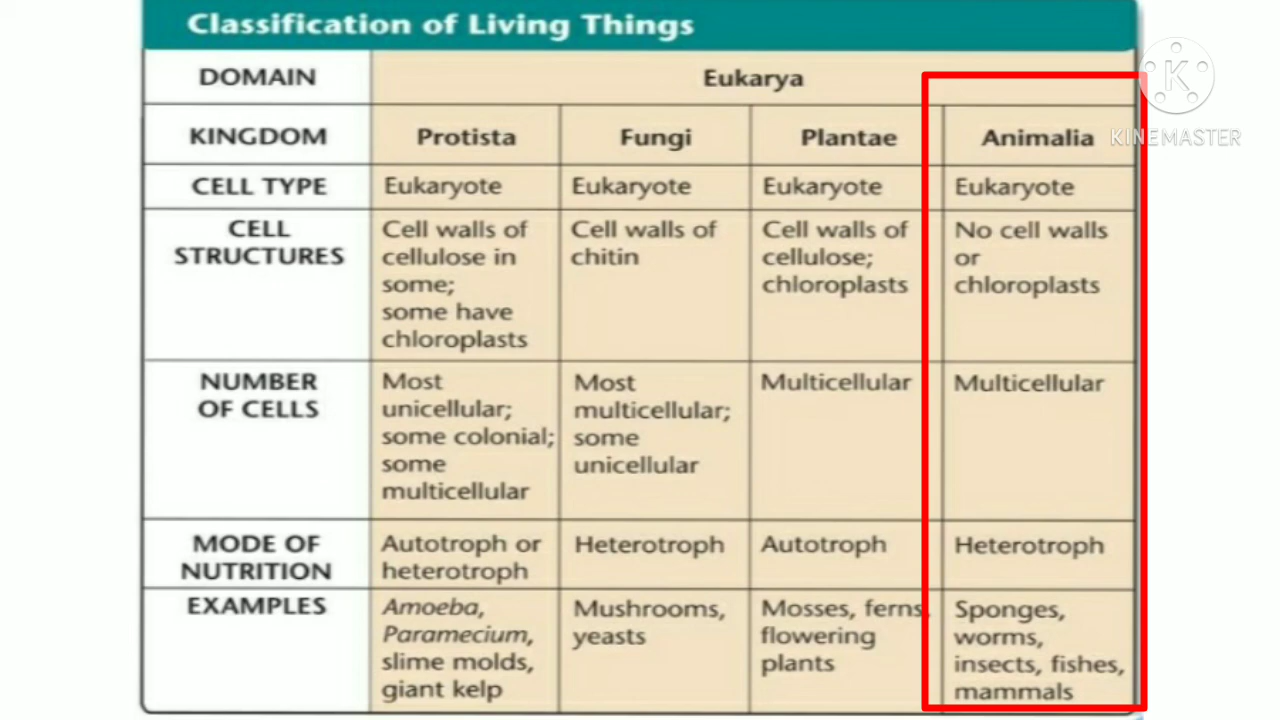 Classification of Living Things
DOMAIN Eukarya
KINGDOM Protista Fungi Plantae Animalia
K
KINEMASTER
CELL TYPE Eukaryote Eukaryote Eukaryote Eukaryote
CELL STRUCTURES
Cell walls of
cellulose in
some;
some have
chloroplasts
Cell walls of
chitin
Cell walls of
cellulose;
chloroplasts
No cell walls
or
chloroplasts
NUMBER
OF CELLS
Most
unicellular;
some colonial;
some
multicellular
Most
multicellular;
some
unicellular
Multicellular
Multicellular
MODE OF
NUTRITION
Autotroph or
heterotroph
Heterotroph
Autotroph
Heterotroph
EXAMPLES
Amoeba,
Paramecium,
slime molds,
giant kelp
Mushrooms,
yeasts
Mosses, ferns,
flowering
plants
Sponges,
worms,
insects, fishes,
mammals